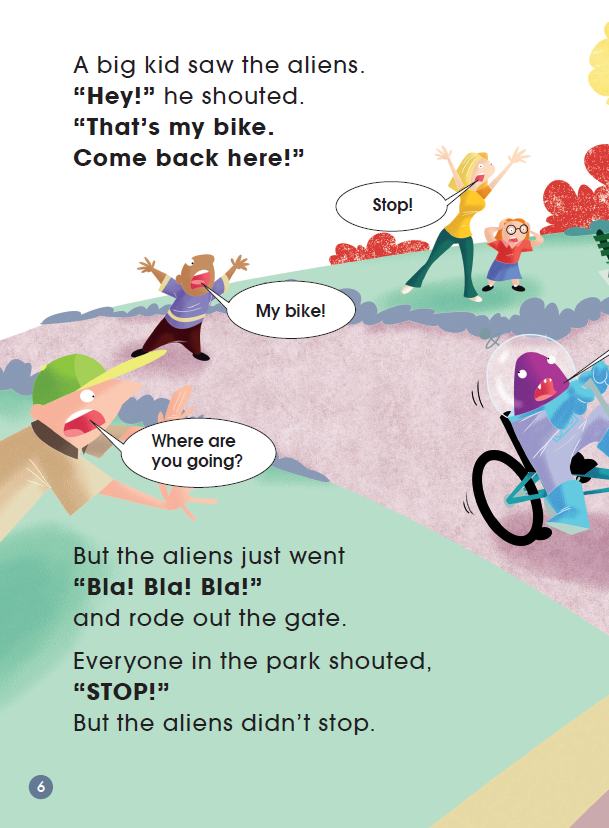 A big kid saw the aliens.
“Hey!” he shouted.
“That’s my bike.
Come back here!”
Stop!
My bike!
Where are
you going?
But the aliens just went
“Bla! Bla! Bla!”
and rode out the gate.
Everyone in the park shouted,
“STOP!”
But the aliens didn’t stop.
6